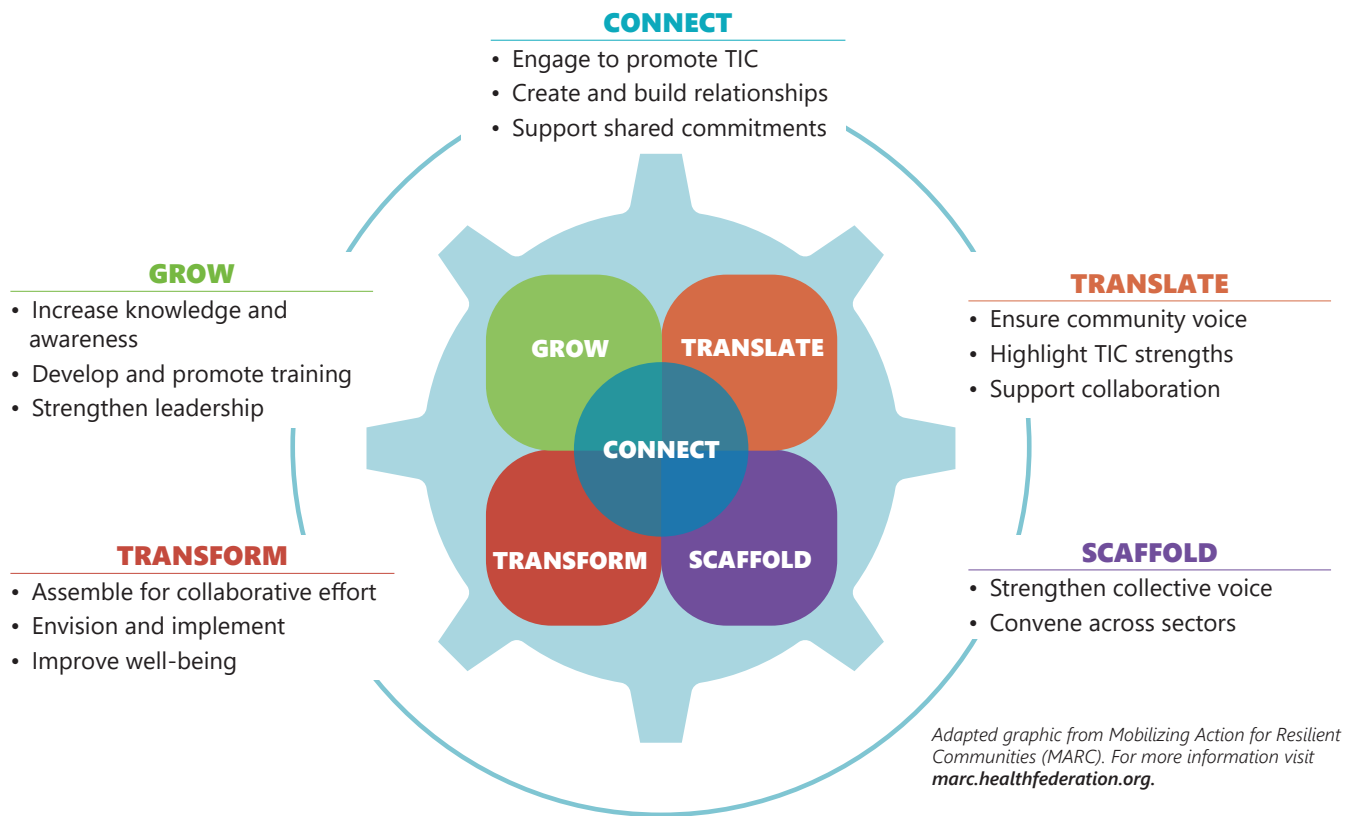 CONNECT
• Engage to promote TIC
• Create and build relationships
• Support shared commitments
GROW
• Increase knowledge and
awareness
• Develop and promote training
• Strengthen leadership
TRANSLATE
• Ensure community voice
• Highlight TIC strengths
• Support collaboration
GROW
TRANSLATE
CONNECT
TRANSFORM
SCAFFOLD
TRANSFORM
• Assemble for collaborative effort
• Envision and implement
• Improve well-being
SCAFFOLD
• Strengthen collective voice
• Convene across sectors
Adapted graphic from Mobilizing Action for Resilient
Communities (MARC). For more information visit
marc.healthfederation.org.